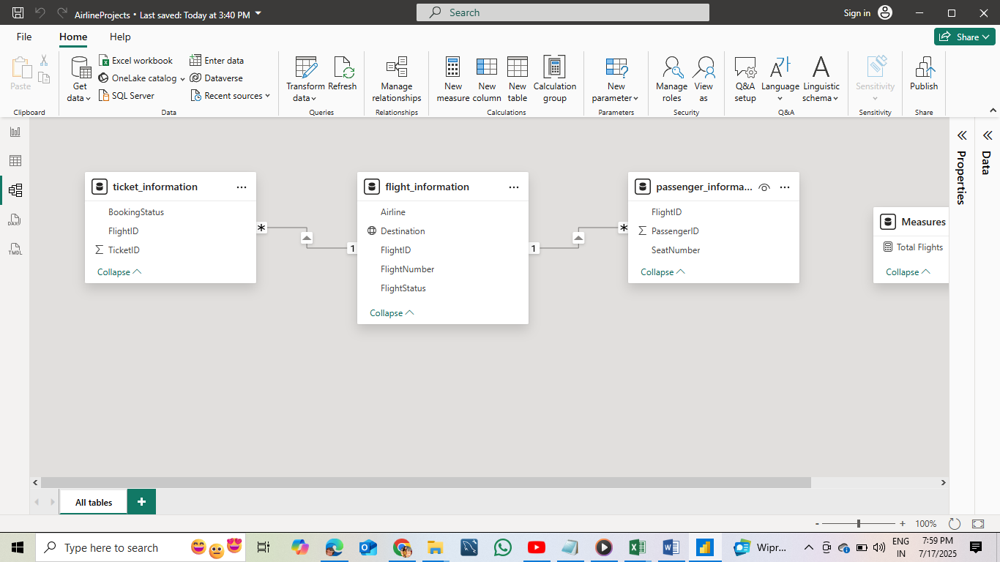 AirlineProjects • Last saved: Today at 3:40 PM
Search
Sign in
File
Home
Help
Share
Paste
Clipboard
Get data
Excel workbook
OneLake catalog
SQL Server
Enter data
Dataverse
Recent sources
Data
Transform data
Refresh
Queries
Manage relationships
Relationships
New measure
New column
New table
Calculation group
Calculations
New parameter
Parameters
Manage roles
View as
Security
Q&A setup
Language
Linguistic schema
Q&A
Sensitivity
Sensitivity
Publish
Share
DAX
TMDL
ticket_information
BookingStatus
FlightID
TicketID
Collapse
*
1
flight_information
Airline
Destination
FlightID
FlightNumber
FlightStatus
Collapse
1
*
passenger_informa...
FlightID
PassengerID
SeatNumber
Collapse
Measures
Total Flights
Collapse
Properties
Data
All tables
+
- + 100%
Type here to search
Wipr...
ENG
IN
7:59 PM
7/17/2025